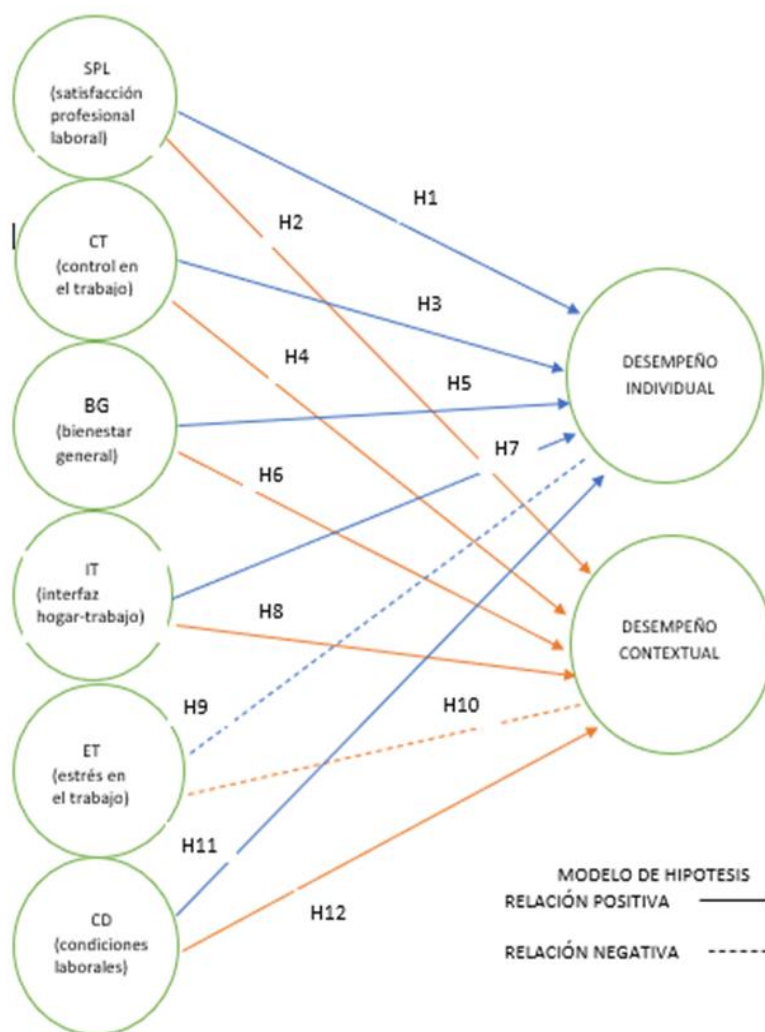 SPL
(satisfacción
profesional
laboral)
H1
H2
CT
(control en
el trabajo)
H3
H4
DESEMPEÑO
INDIVIDUAL
BG
(bienestar
general)
H5
H7
H6
IT
(interfaz
hogar-trabajo)
H8
DESEMPEÑO
CONTEXTUAL
H9
H10
ET
(estrés en
el trabajo)
H11
CD
(condiciones
laborales)
H12
MODELO DE HIPOTESIS
RELACIÓN POSITIVA
RELACIÓN NEGATIVA